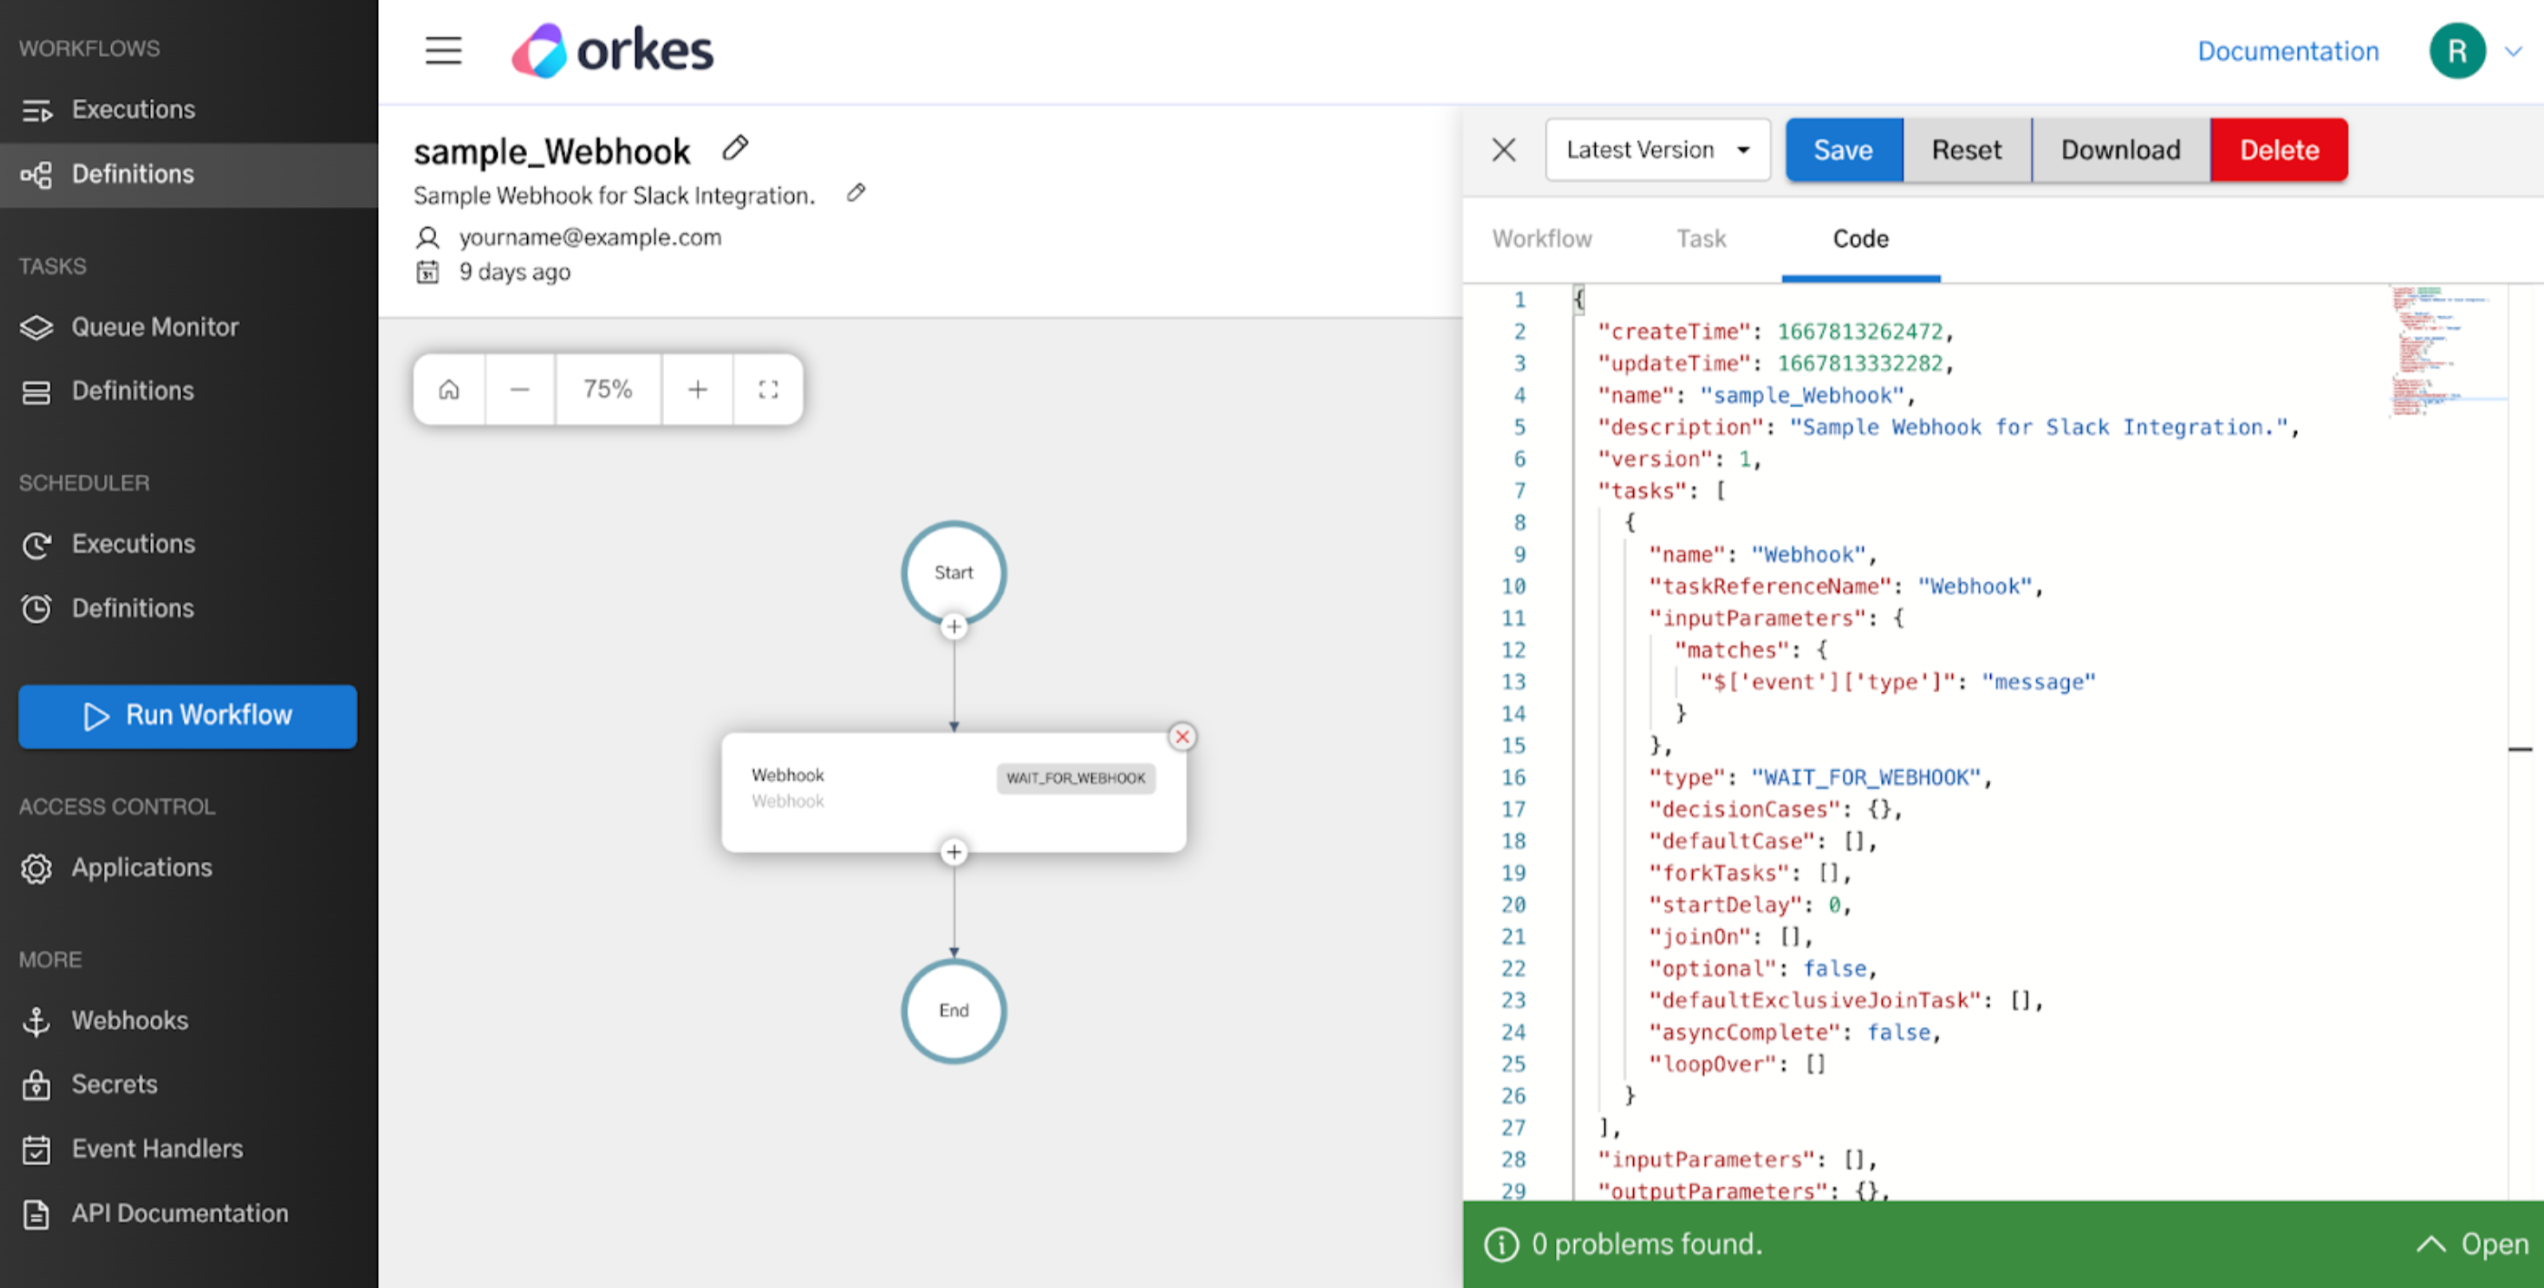 WORKFLOWS
Executions
Definitions
TASKS
Queue Monitor
Definitions
SCHEDULER
Executions
Definitions
Run Workflow
ACCESS CONTROL
Applications
MORE
Webhooks
Secrets
Event Handlers
API Documentation
orkes
Documentation
R
sample_Webhook
Sample Webhook for Slack Integration.
yourname@example.com
31
9 days ago
75%
Start
Webhook
WAIT_FOR_WEBHOOK
Webhook
End
Latest Version
Save
Reset
Download
Delete
Workflow
Task
Code
1 {
2 "createTime": 1667813262472,
3 "updateTime": 1667813332282,
4 "name": "sample_Webhook",
5 "description": "Sample Webhook for Slack Integration.",
6 "version": 1,
7 "tasks": [
8 {
9 "name": "Webhook",
10 "taskReferenceName": "Webhook",
11 "inputParameters": {
12 "matches": {
13 "$['event']['type']": "message"
14 }
15 },
16 "type": "WAIT_FOR_WEBHOOK",
17 "decisionCases": {},
18 "defaultCase": [],
19 "forkTasks": [],
20 "startDelay": 0,
21 "joinOn": [],
22 "optional": false,
23 "defaultExclusiveJoinTask": [],
24 "asyncComplete": false,
25 "loopOver": []
26 }
27 ],
28 "inputParameters": [],
29 "outputParameters": {},
0 problems found.
Open